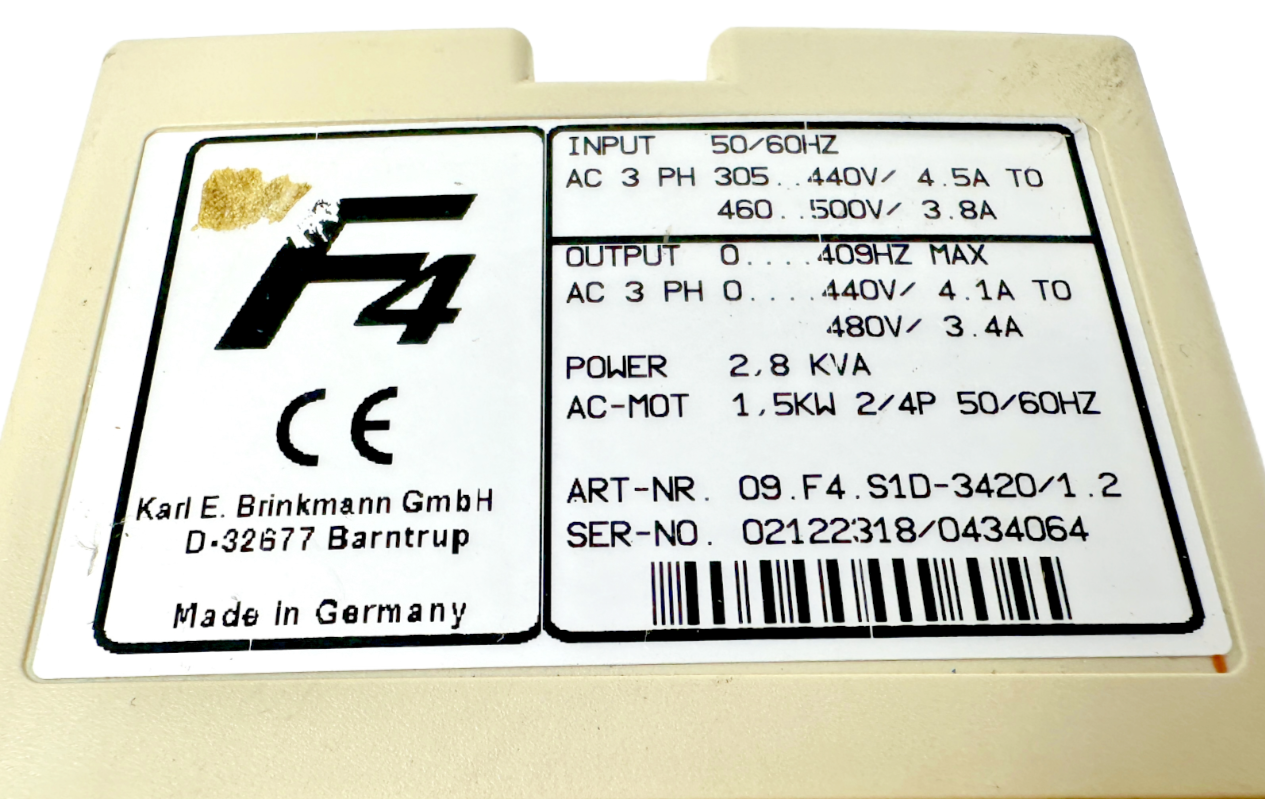 F4
CE
Karl E. Brinkmann GmbH
D-32677 Barntrup
Made in Germany
INPUT 50/60HZ
AC 3 PH 305..440V/ 4.5A TO
460..500V/ 3.8A
OUTPUT 0....409HZ MAX
AC 3 PH 0....440V/ 4.1A TO
480V/ 3.4A
POWER 2,8 KVA
AC-MOT 1,5KW 2/4P 50/60HZ
ART-NR. 09.F4.S1D-3420/1.2
SER-NO. 02122318/0434064